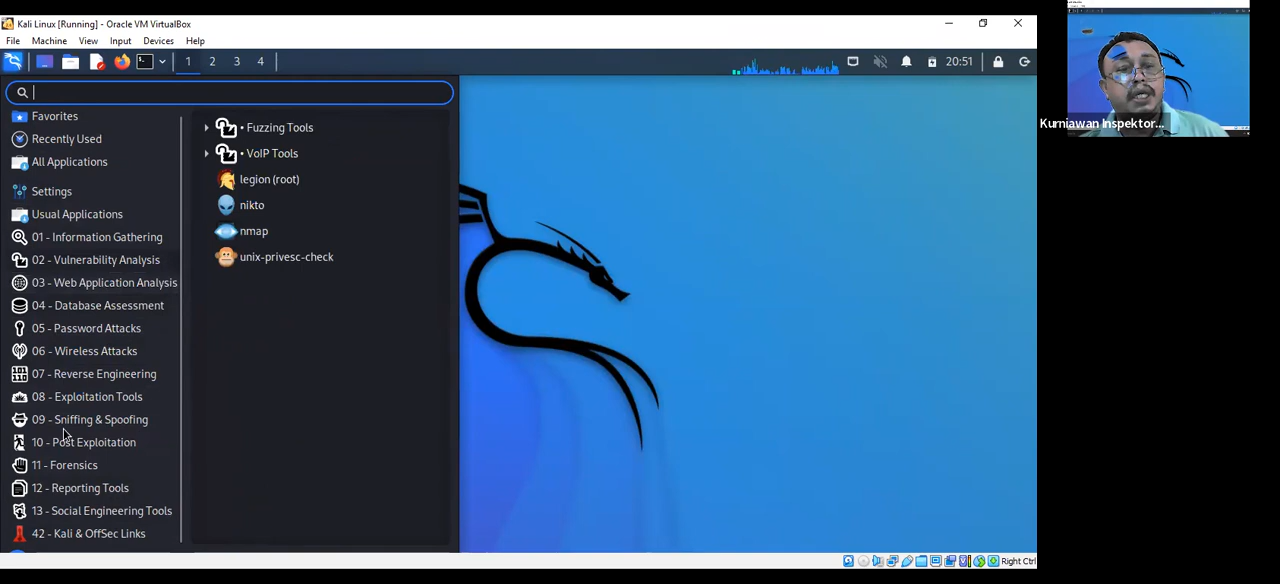 Kali Linux [Running] - Oracle VM VirtualBox
File Machine View Input Devices Help
1 2 3 4 20:51
Favorites
Recently Used
All Applications
Settings
Usual Applications
01 - Information Gathering
02 - Vulnerability Analysis
03 - Web Application Analysis
04 - Database Assessment
05 - Password Attacks
06 - Wireless Attacks
07 - Reverse Engineering
08 - Exploitation Tools
09 - Sniffing & Spoofing
10 - Post Exploitation
11 - Forensics
12 - Reporting Tools
13 - Social Engineering Tools
42 - Kali & OffSec Links
• Fuzzing Tools
• VoIP Tools
legion (root)
nikto
nmap
unix-privesc-check
Right Ctrl
Kurniawan Inspektor...